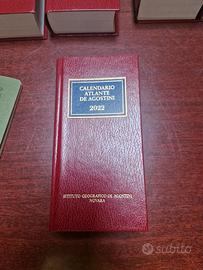 CALENDARIO
ATLANTE
DE AGOSTINI
2022
ISTITUTO GEOGRAFICO DE AGOSTINI
NOVARA
subito